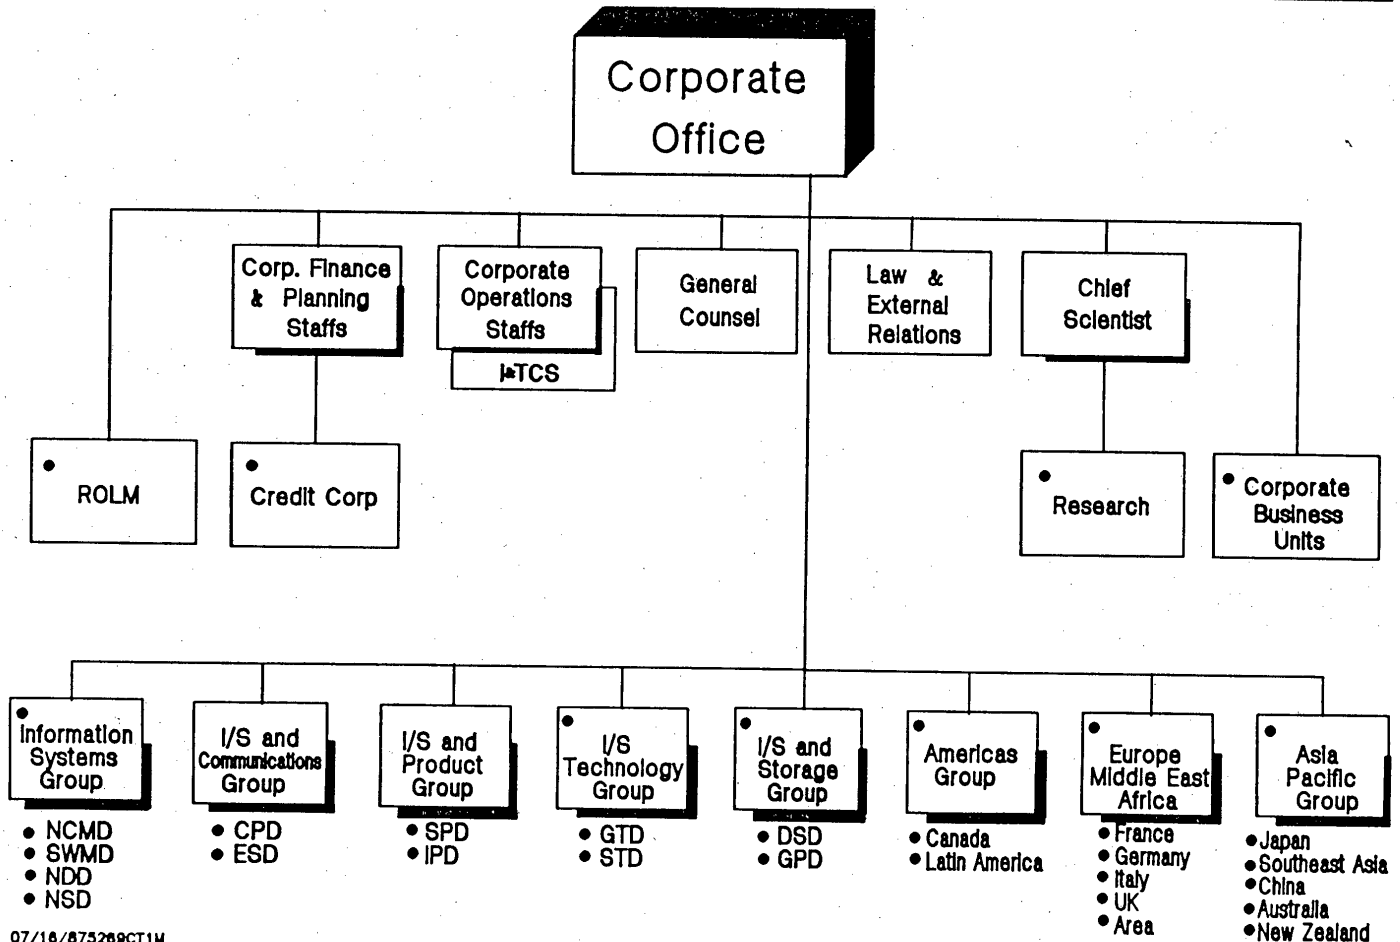 Corporate
Office
Corp. Finance
& Planning
Staffs
Corporate
Operations
Staffs
I&TCS
General
Counsel
Law &
External
Relations
Chief
Scientist
● ROLM
● Credit Corp
● Research
● Corporate
Business
Units
● Information
Systems
Group
● NCMD
● SWMD
● NDD
● NSD
I/S and
Communications
Group
● CPD
● ESD
I/S and
Product
Group
● SPD
● IPD
● I/S
Technology
Group
● GTD
● STD
● I/S and
Storage
Group
● DSD
● GPD
● Americas
Group
● Canada
● Latin America
● Europe
Middle East
Africa
● France
● Germany
● Italy
● UK
● Area
● Asia
Pacific
Group
● Japan
● Southeast Asia
● China
● Australia
● New Zealand
07/16/875269CT1M